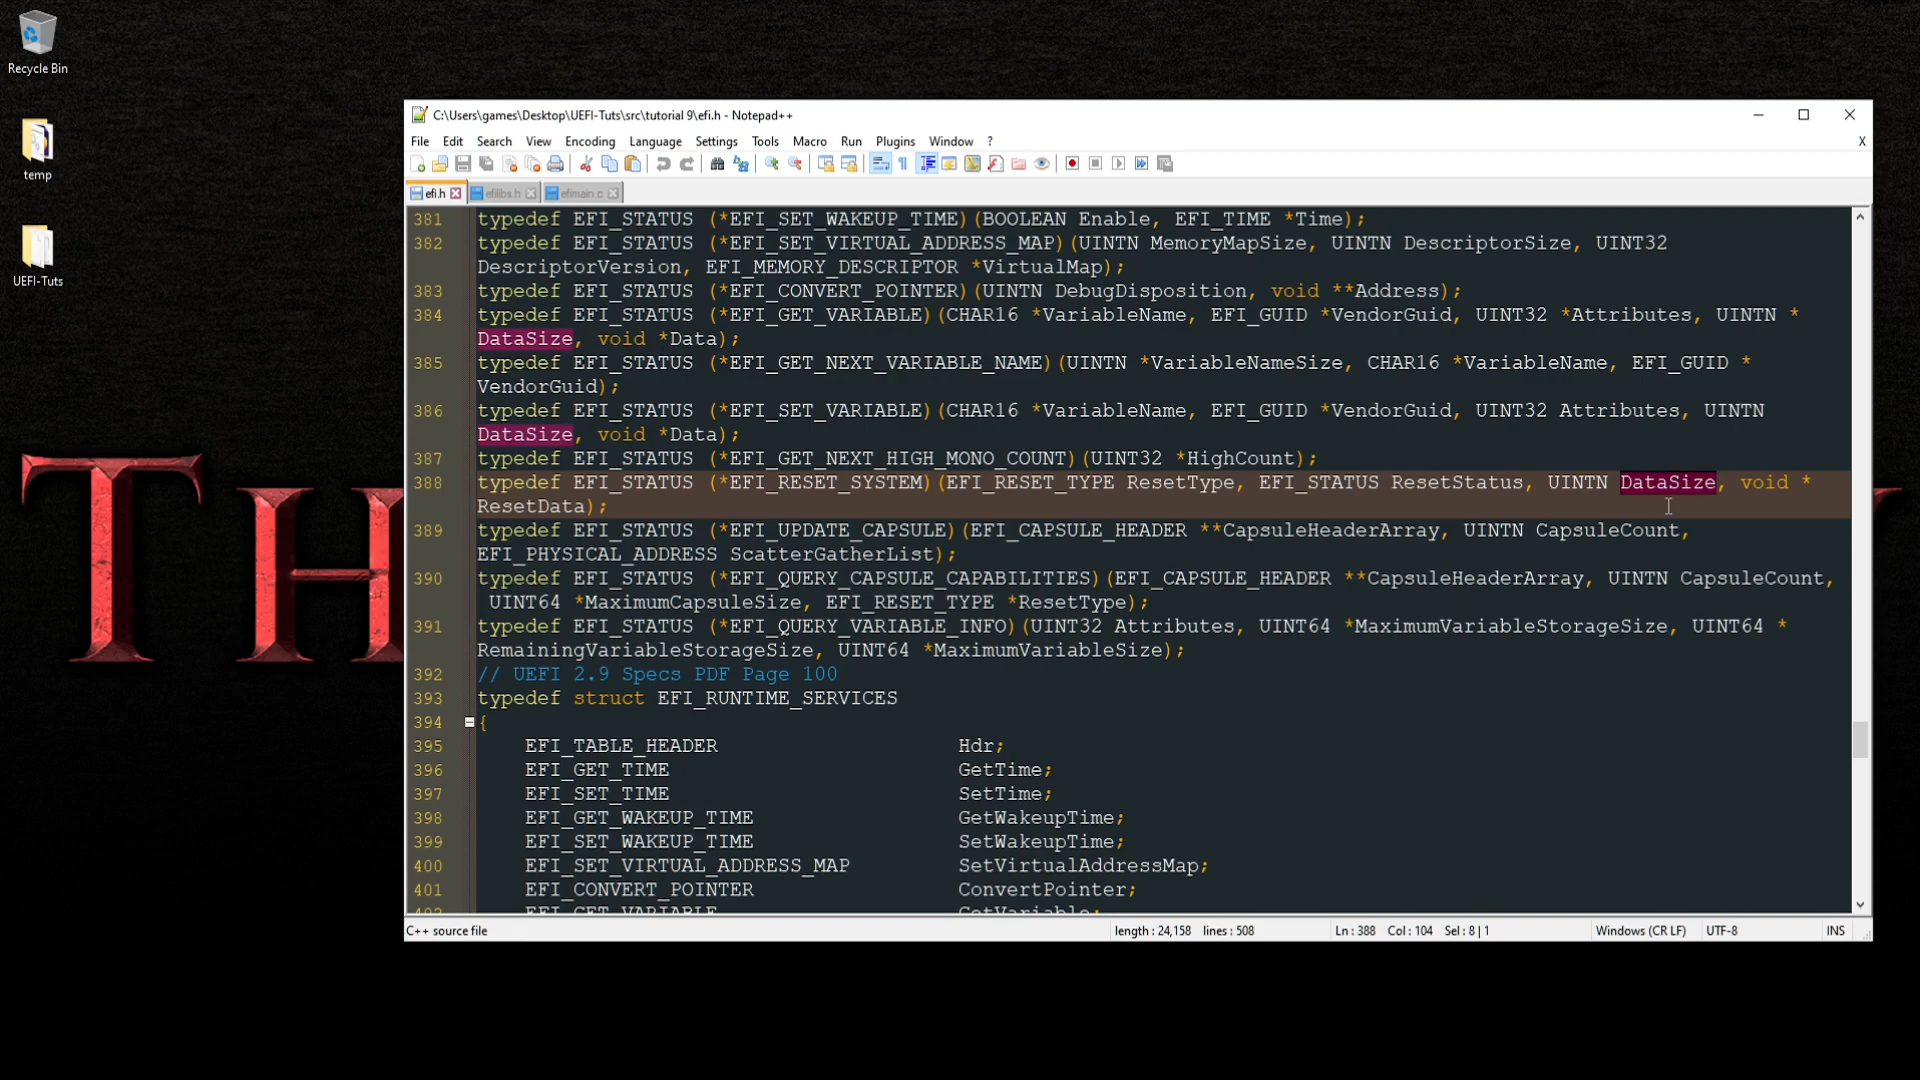 Recycle Bin
temp
UEFI-Tuts
TH
C:\Users\games\Desktop\UEFI-Tuts\src\tutorial 9\efi.h - Notepad++
File Edit Search View Encoding Language Settings Tools Macro Run Plugins Window ? X
efi.h efilibs.h efimain.c
381 typedef EFI_STATUS (*EFI_SET_WAKEUP_TIME)(BOOLEAN Enable, EFI_TIME *Time);
382 typedef EFI_STATUS (*EFI_SET_VIRTUAL_ADDRESS_MAP)(UINTN MemoryMapSize, UINTN DescriptorSize, UINT32
DescriptorVersion, EFI_MEMORY_DESCRIPTOR *VirtualMap);
383 typedef EFI_STATUS (*EFI_CONVERT_POINTER)(UINTN DebugDisposition, void **Address);
384 typedef EFI_STATUS (*EFI_GET_VARIABLE)(CHAR16 *VariableName, EFI_GUID *VendorGuid, UINT32 *Attributes, UINTN *
DataSize, void *Data);
385 typedef EFI_STATUS (*EFI_GET_NEXT_VARIABLE_NAME)(UINTN *VariableNameSize, CHAR16 *VariableName, EFI_GUID *
VendorGuid);
386 typedef EFI_STATUS (*EFI_SET_VARIABLE)(CHAR16 *VariableName, EFI_GUID *VendorGuid, UINT32 Attributes, UINTN
DataSize, void *Data);
387 typedef EFI_STATUS (*EFI_GET_NEXT_HIGH_MONO_COUNT)(UINT32 *HighCount);
388 typedef EFI_STATUS (*EFI_RESET_SYSTEM)(EFI_RESET_TYPE ResetType, EFI_STATUS ResetStatus, UINTN DataSize, void *
ResetData);
389 typedef EFI_STATUS (*EFI_UPDATE_CAPSULE)(EFI_CAPSULE_HEADER **CapsuleHeaderArray, UINTN CapsuleCount,
EFI_PHYSICAL_ADDRESS ScatterGatherList);
390 typedef EFI_STATUS (*EFI_QUERY_CAPSULE_CAPABILITIES)(EFI_CAPSULE_HEADER **CapsuleHeaderArray, UINTN CapsuleCount,
UINT64 *MaximumCapsuleSize, EFI_RESET_TYPE *ResetType);
391 typedef EFI_STATUS (*EFI_QUERY_VARIABLE_INFO)(UINT32 Attributes, UINT64 *MaximumVariableStorageSize, UINT64 *
RemainingVariableStorageSize, UINT64 *MaximumVariableSize);
392 // UEFI 2.9 Specs PDF Page 100
393 typedef struct EFI_RUNTIME_SERVICES
394 {
395 EFI_TABLE_HEADER Hdr;
396 EFI_GET_TIME GetTime;
397 EFI_SET_TIME SetTime;
398 EFI_GET_WAKEUP_TIME GetWakeupTime;
399 EFI_SET_WAKEUP_TIME SetWakeupTime;
400 EFI_SET_VIRTUAL_ADDRESS_MAP SetVirtualAddressMap;
401 EFI_CONVERT_POINTER ConvertPointer;
402 EFI_GET_VARIABLE GetVariable;
C++ source file length : 24,158 lines : 508 Ln : 388 Col : 104 Sel : 8 | 1 Windows (CR LF) UTF-8 INS